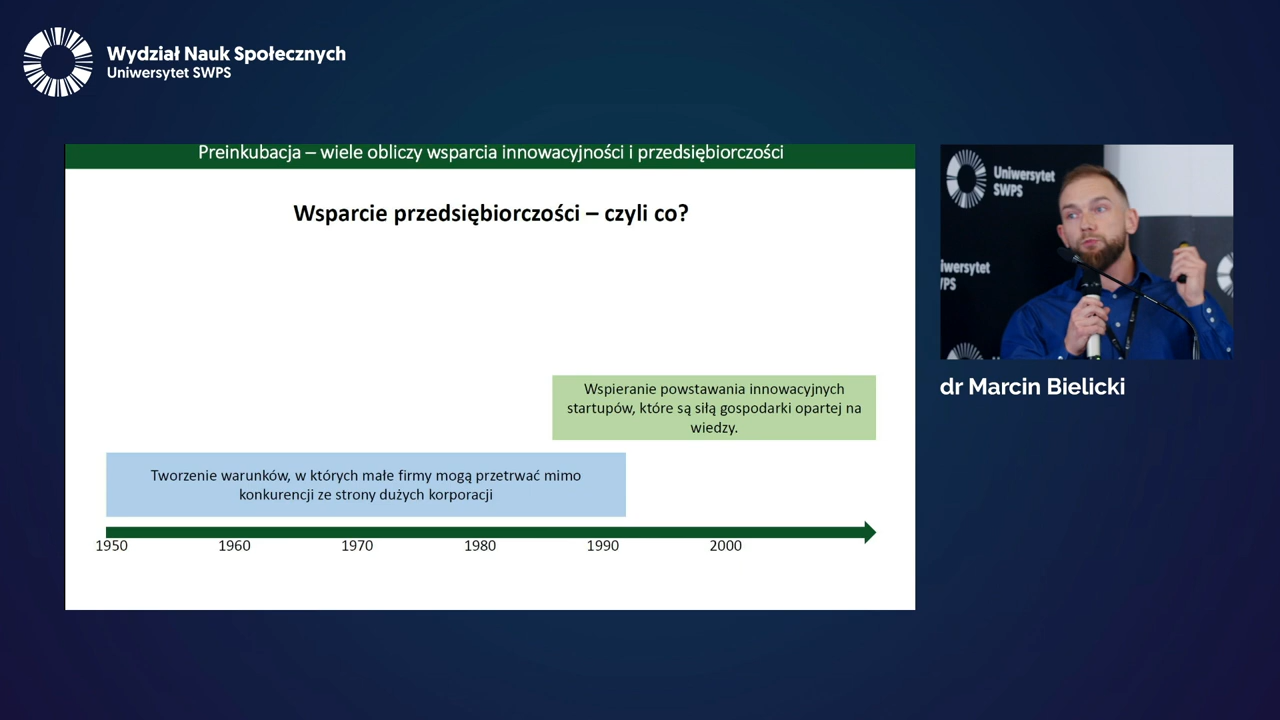 Wydział Nauk Społecznych
Uniwersytet SWPS
Preinkubacja – wiele obliczy wsparcia innowacyjności i przedsiębiorczości
Wsparcie przedsiębiorczości – czyli co?
Wspieranie powstawania innowacyjnych
startupów, które są siłą gospodarki opartej na
wiedzy.
Tworzenie warunków, w których małe firmy mogą przetrwać mimo
konkurencji ze strony dużych korporacji
1950 1960 1970 1980 1990 2000
Uniwersytet
SWPS
iwersytet
dr Marcin Bielicki